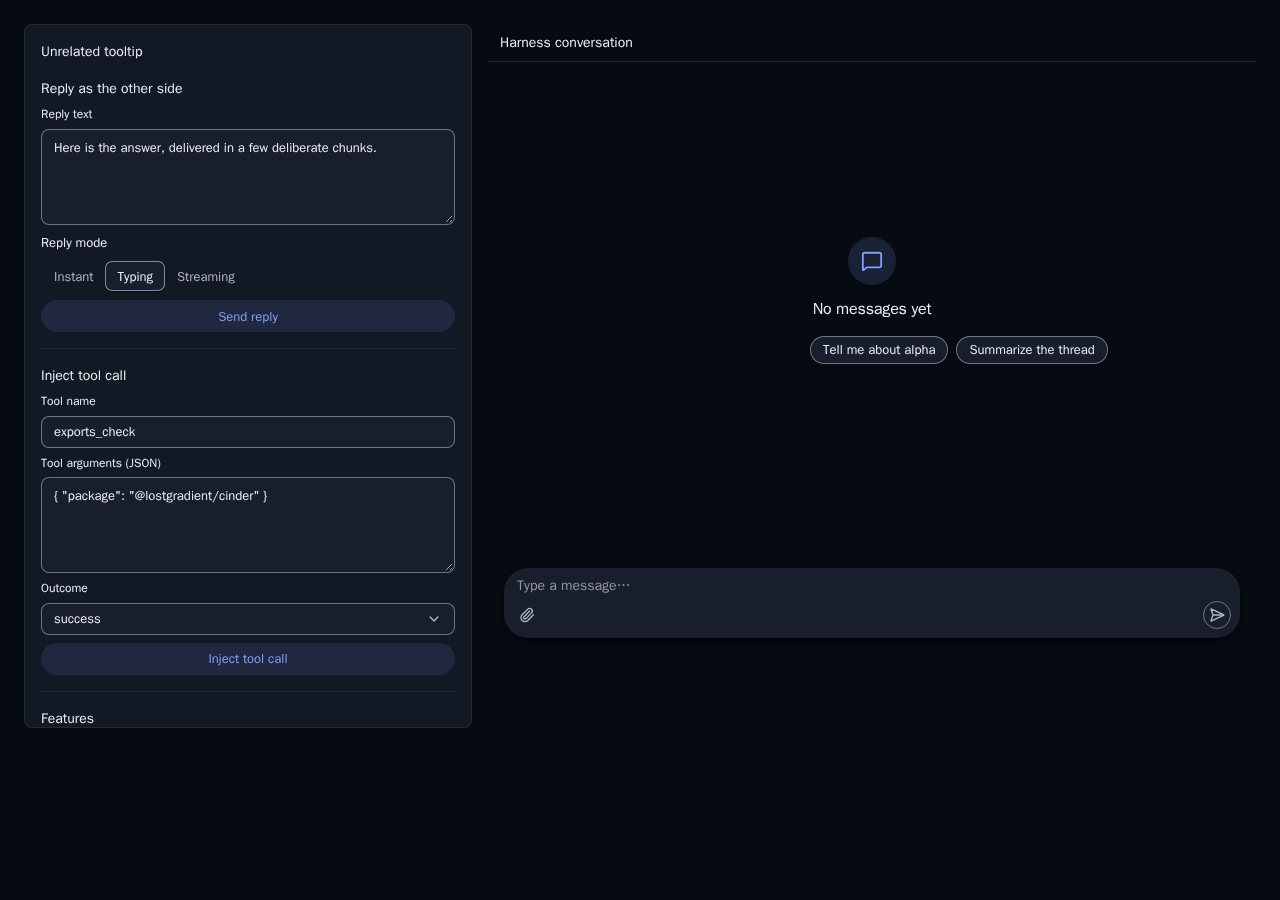 Unrelated tooltip
Reply as the other side
Reply text
Here is the answer, delivered in a few deliberate chunks.
Reply mode
Instant Typing Streaming
Send reply
Inject tool call
Tool name
exports_check
Tool arguments (JSON)
{ "package": "@lostgradient/cinder" }
Outcome
success
Inject tool call
Features
Harness conversation
No messages yet
Tell me about alpha Summarize the thread
Type a message…